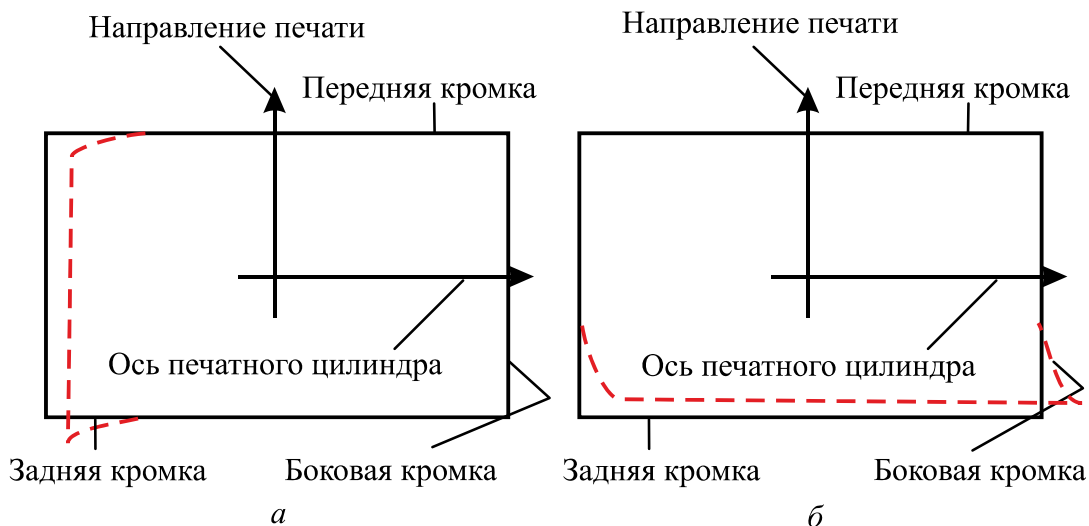 Направление печати
Передняя кромка
Ось печатного цилиндра
Задняя кромка
Боковая кромка
а
Направление печати
Передняя кромка
Ось печатного цилиндра
Задняя кромка
Боковая кромка
б